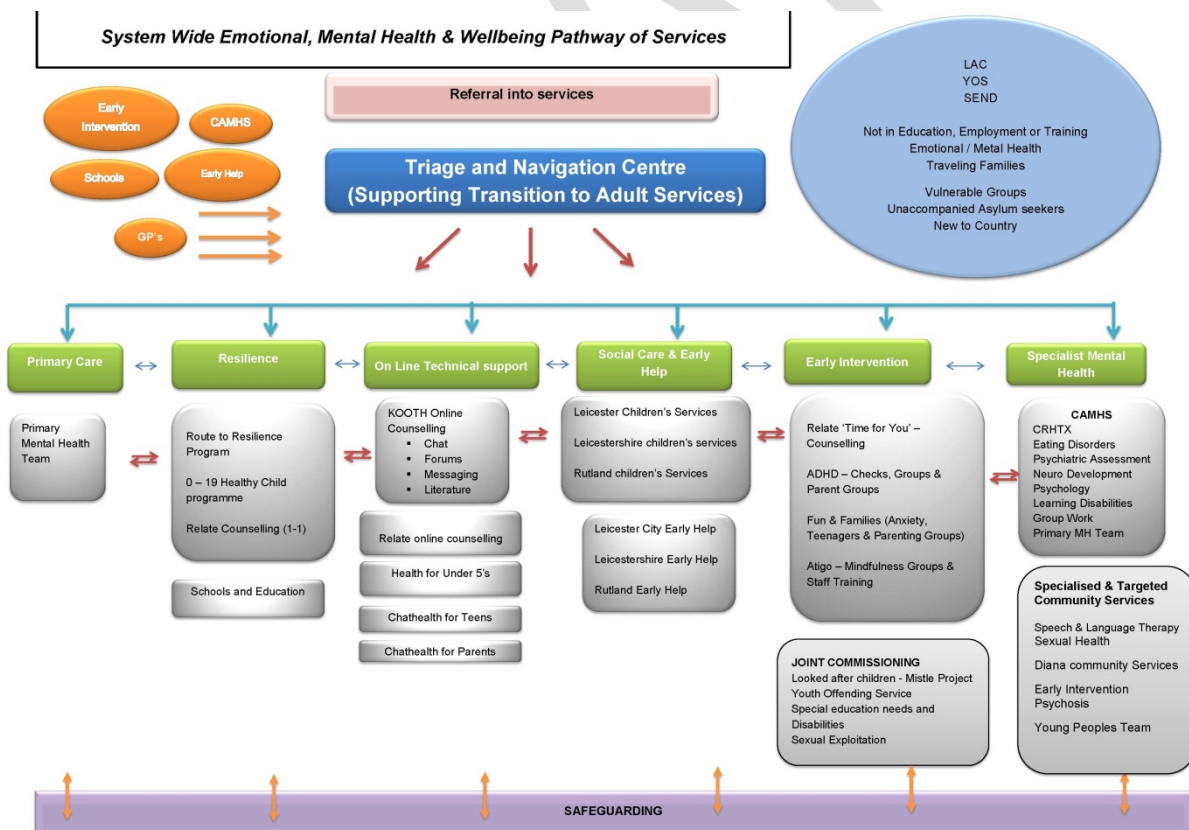 System Wide Emotional, Mental Health & Wellbeing Pathway of Services
Early
Intervention
CAMHS
Schools
Early Help
GP's
Referral into services
Triage and Navigation Centre
(Supporting Transition to Adult Services)
LAC
YOS
SEND
Not in Education, Employment or Training
Emotional / Metal Health
Traveling Families
Vulnerable Groups
Unaccompanied Asylum seekers
New to Country
Primary Care
Resilience
On Line Technical support
Social Care & Early
Help
Early Intervention
Specialist Mental
Health
Primary
Mental Health
Team
Route to Resilience
Program
0 – 19 Healthy Child
programme
Relate Counselling (1-1)
Schools and Education
KOOTH Online
Counselling
▪ Chat
▪ Forums
▪ Messaging
▪ Literature
Relate online counselling
Health for Under 5's
Chathealth for Teens
Chathealth for Parents
Leicester Children's Services
Leicestershire children's services
Rutland children's Services
Leicester City Early Help
Leicestershire Early Help
Rutland Early Help
Relate 'Time for You' –
Counselling
ADHD – Checks, Groups &
Parent Groups
Fun & Families (Anxiety,
Teenagers & Parenting Groups)
Atigo – Mindfulness Groups &
Staff Training
JOINT COMMISSIONING
Looked after children - Mistle Project
Youth Offending Service
Special education needs and
Disabilities
Sexual Exploitation
CAMHS
CRHTX
Eating Disorders
Psychiatric Assessment
Neuro Development
Psychology
Learning Disabilities
Group Work
Primary MH Team
Specialised & Targeted
Community Services
Speech & Language Therapy
Sexual Health
Diana community Services
Early Intervention
Psychosis
Young Peoples Team
SAFEGUARDING